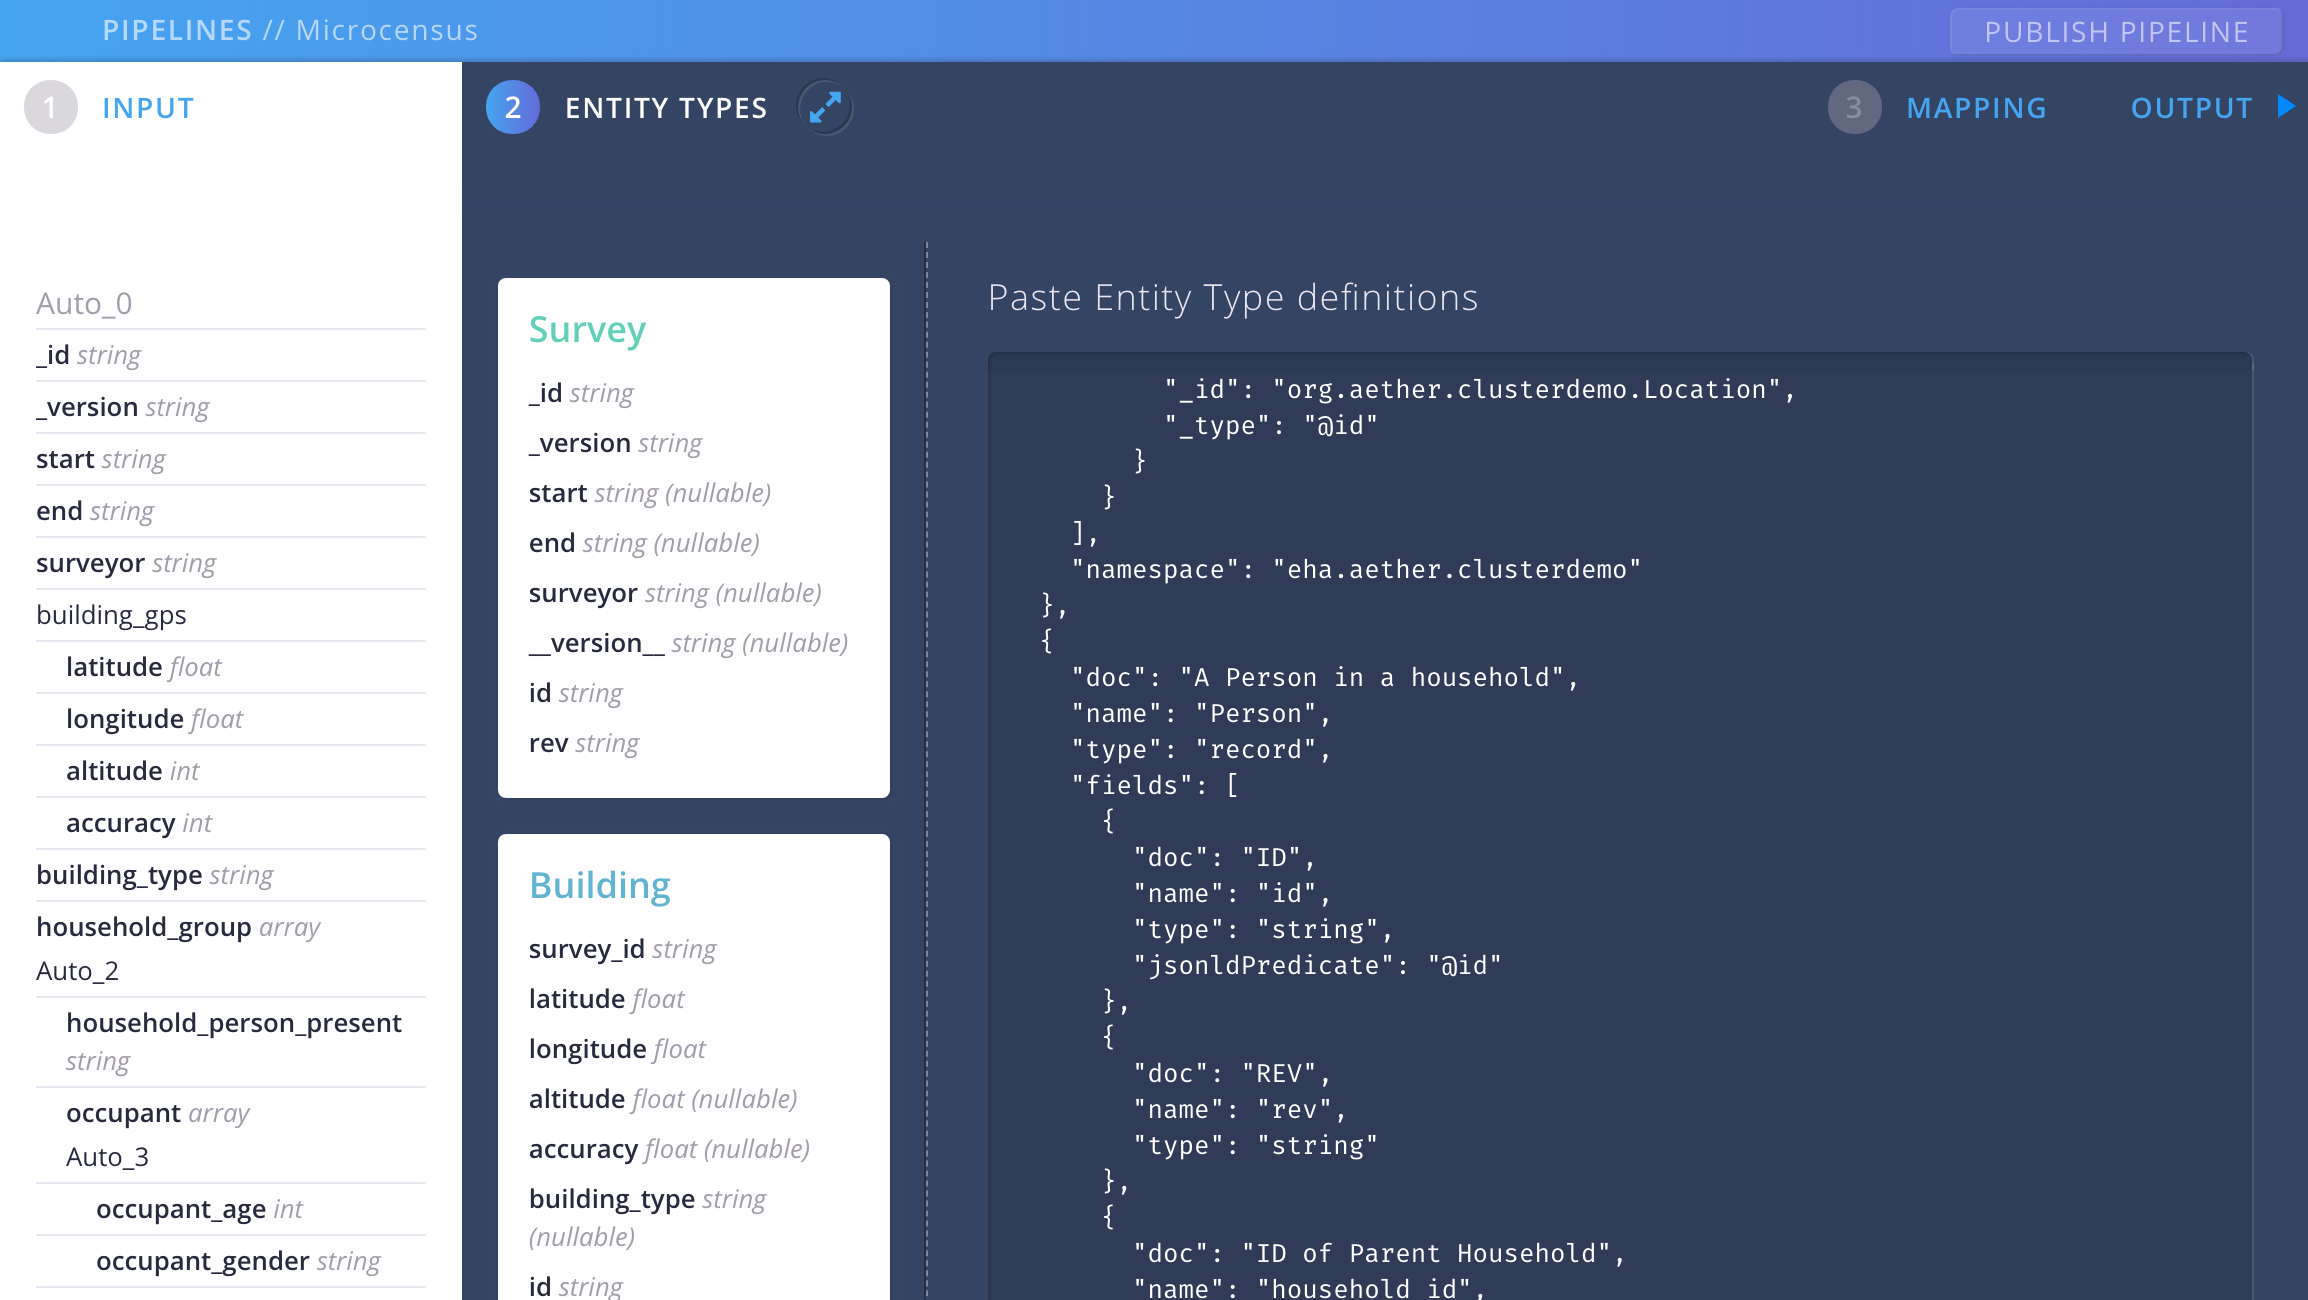 PIPELINES // Microcensus
PUBLISH PIPELINE
1 INPUT
2 ENTITY TYPES
3 MAPPING
OUTPUT
Auto_0
_id string
_version string
start string
end string
surveyor string
building_gps
latitude float
longitude float
altitude int
accuracy int
building_type string
household_group array
Auto_2
household_person_present
string
occupant array
Auto_3
occupant_age int
occupant_gender string
Survey
_id string
_version string
start string (nullable)
end string (nullable)
surveyor string (nullable)
__version__ string (nullable)
id string
rev string
Building
survey_id string
latitude float
longitude float
altitude float (nullable)
accuracy float (nullable)
building_type string
(nullable)
id string
Paste Entity Type definitions
"_id": "org.aether.clusterdemo.Location",
"_type": "@id"
}
}
],
"namespace": "eha.aether.clusterdemo"
},
{
"doc": "A Person in a household",
"name": "Person",
"type": "record",
"fields": [
{
"doc": "ID",
"name": "id",
"type": "string",
"jsonldPredicate": "@id"
},
{
"doc": "REV",
"name": "rev",
"type": "string"
},
{
"doc": "ID of Parent Household",
"name": "household_id",